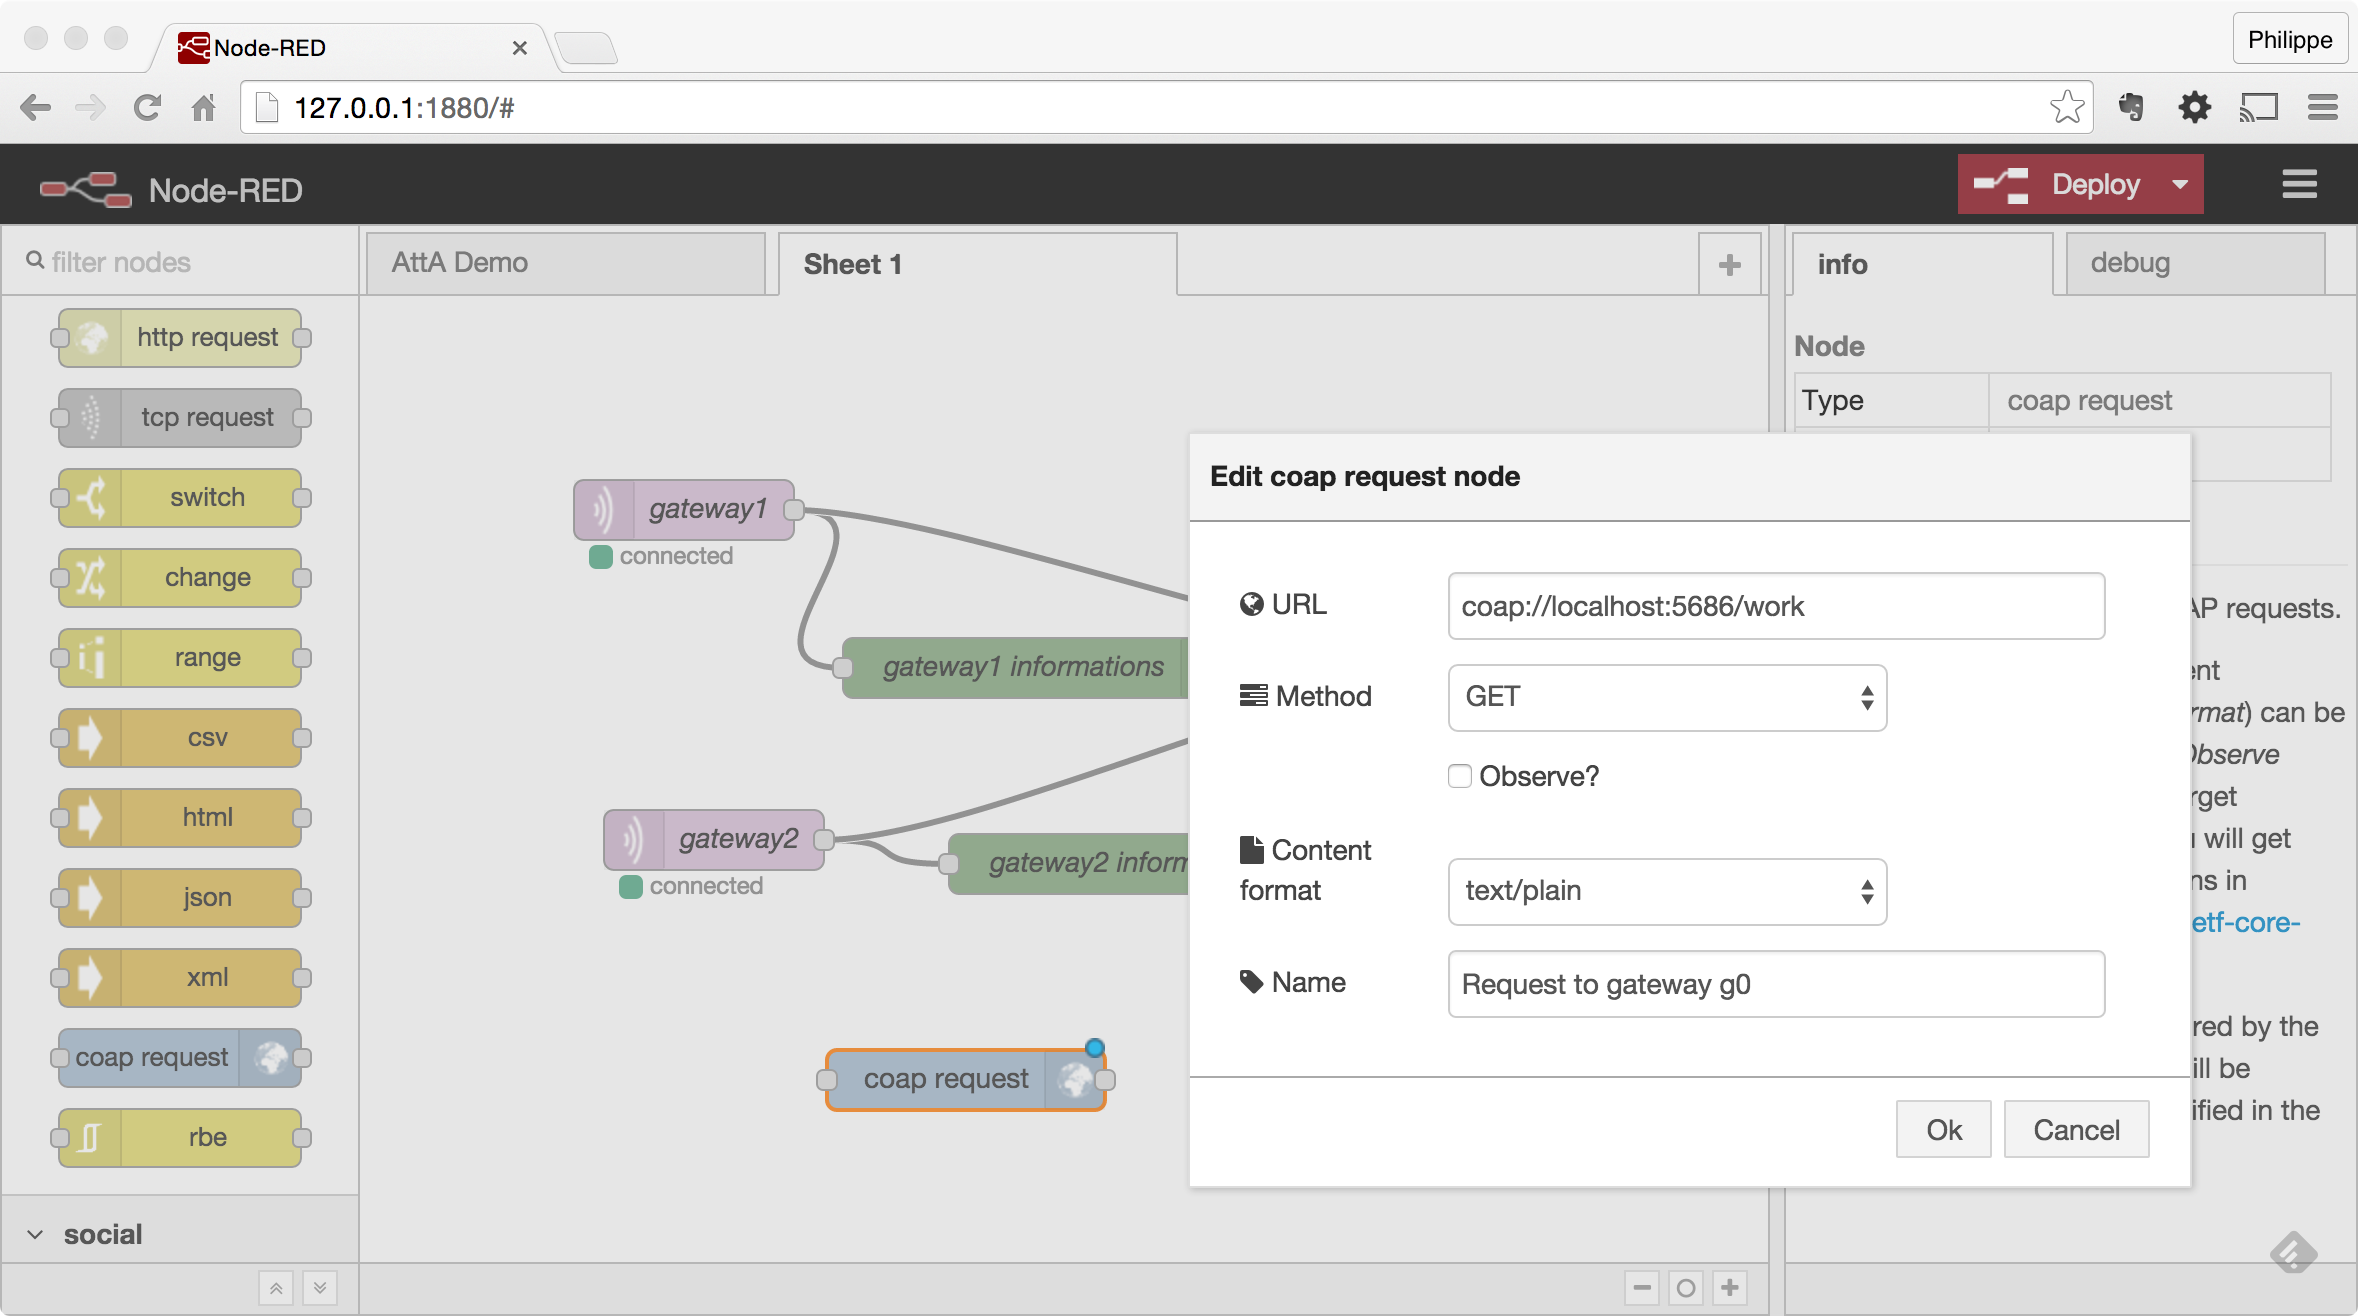 Node-RED
Philippe
127.0.0.1:1880/#
Node-RED
Deploy
filter nodes
AttA Demo
Sheet 1
info
debug
http request
tcp request
switch
change
range
csv
html
json
xml
coap request
rbe
social
gateway1
connected
gateway1 informations
gateway2
connected
gateway2 inform
coap request
Node
Type
coap request
Edit coap request node
URL
coap://localhost:5686/work
Method
GET
Observe?
Content
format
text/plain
Name
Request to gateway g0
Ok
Cancel
AP requests.
ent
rmat) can be
Observe
rget
will get
ns in
etf-core-
red by the
ill be
ified in the